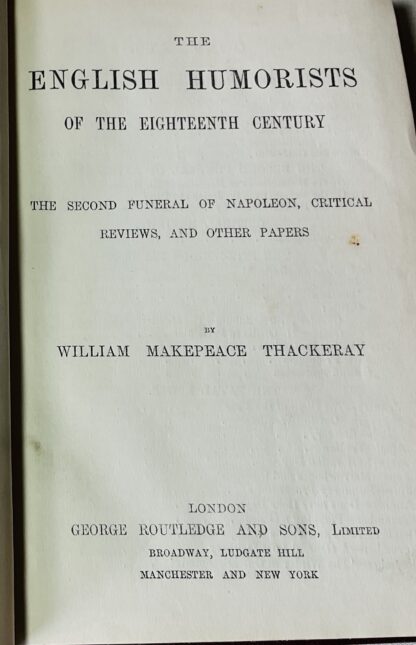 THE
ENGLISH HUMORISTS
OF THE EIGHTEENTH CENTURY
THE SECOND FUNERAL OF NAPOLEON, CRITICAL
REVIEWS, AND OTHER PAPERS
BY
WILLIAM MAKEPEACE THACKERAY
LONDON
GEORGE ROUTLEDGE AND SONS, LIMITED
BROADWAY, LUDGATE HILL
MANCHESTER AND NEW YORK